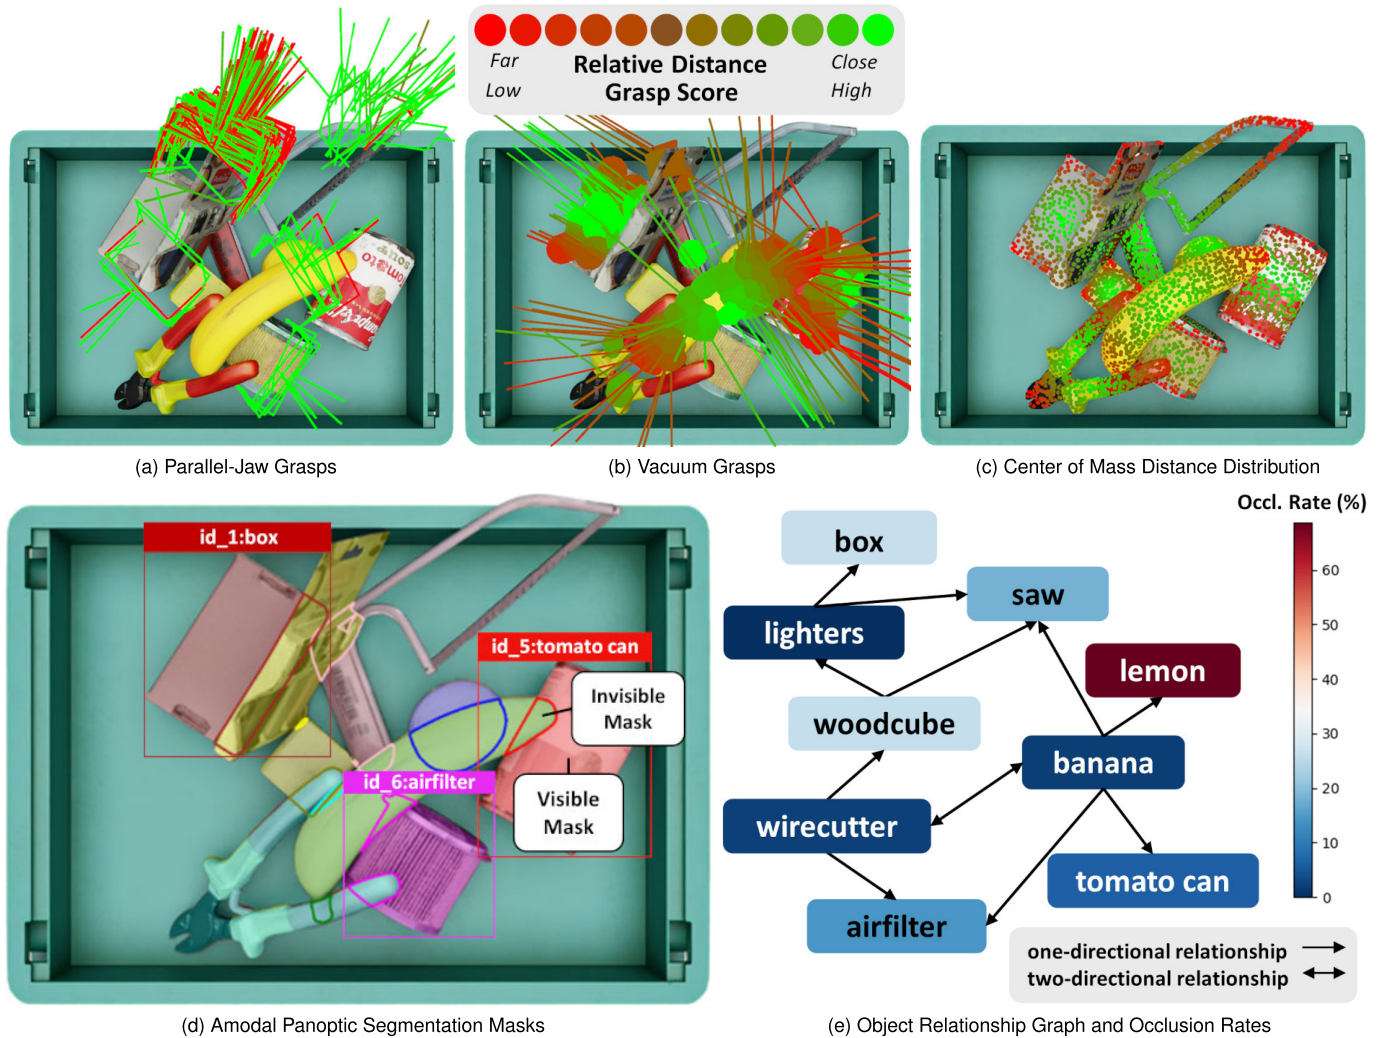 Far
Relative Distance
Close
Low
Grasp Score
High
tomato
soup
(a) Parallel-Jaw Grasps
(b) Vacuum Grasps
(c) Center of Mass Distance Distribution
id_1:box
id_5:tomato can
Invisible
Mask
id_6:airfilter
Visible
Mask
(d) Amodal Panoptic Segmentation Masks
Occl. Rate (%)
box
saw
lighters
lemon
woodcube
banana
wirecutter
tomato can
airfilter
60
50
40
30
20
10
0
one-directional relationship
two-directional relationship
(e) Object Relationship Graph and Occlusion Rates